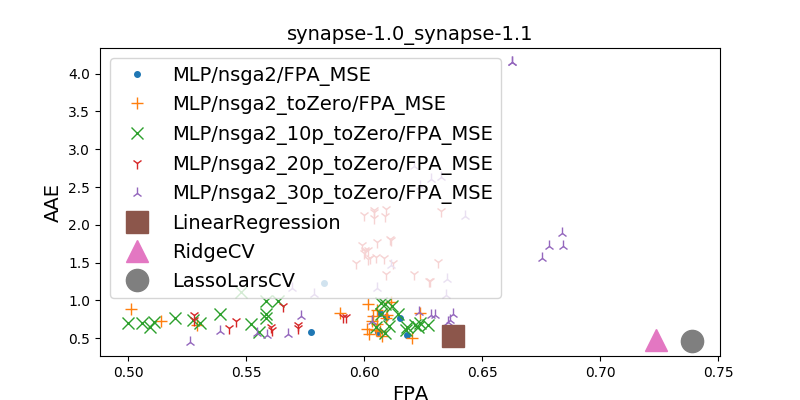 synapse-1.0_synapse-1.1
AAE
4.0
3.5
3.0
2.5
2.0
1.5
1.0
0.5
MLP/nsga2/FPA_MSE
MLP/nsga2_toZero/FPA_MSE
MLP/nsga2_10p_toZero/FPA_MSE
MLP/nsga2_20p_toZero/FPA_MSE
MLP/nsga2_30p_toZero/FPA_MSE
LinearRegression
RidgeCV
LassoLarsCV
0.50 0.55 0.60 0.65 0.70 0.75
FPA